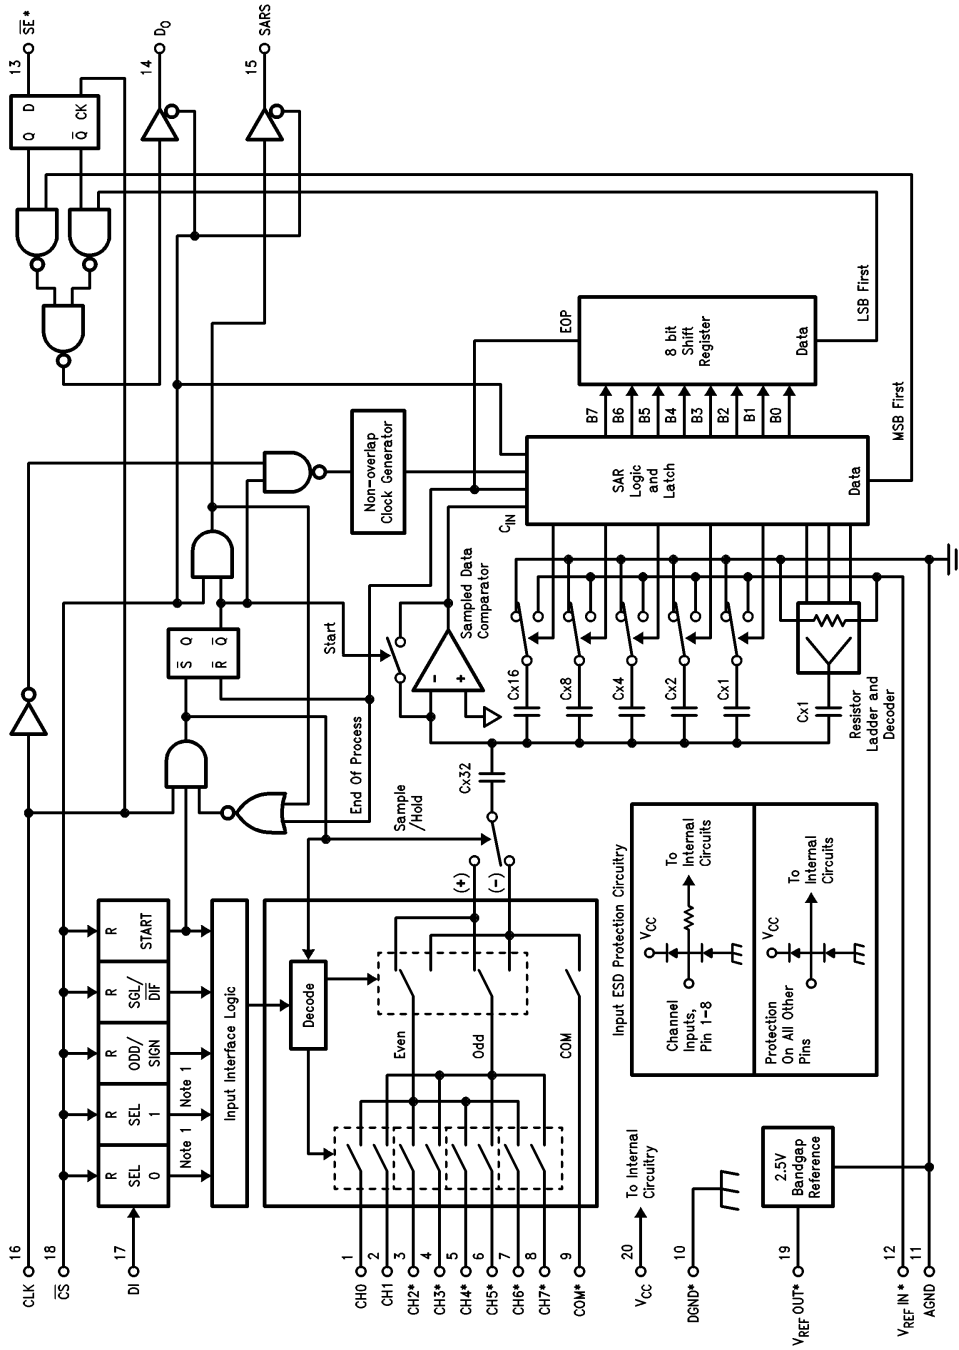 CLK 16
C̅S̅ 18
DI 17
R
SEL
0
R
SEL
1
R
ODD/
SIGN
R
SGL/
D̅I̅F̅
R
START
Note 1
Note 1
Input Interface Logic
Decode
Even
Odd
COM
CH0 1
CH1 2
CH2* 3
CH3* 4
CH4* 5
CH5* 6
CH6* 7
CH7* 8
COM* 9
(+)
(-)
Sample
/Hold
End Of Process
Start
S̅ Q
R̅ Q̅
Cx32
-
+
Sampled Data
Comparator
Non-overlap
Clock Generator
Cx16
Cx8
Cx4
Cx2
Cx1
Cx1
Resistor
Ladder and
Decoder
CIN
SAR
Logic
and
Latch
Data
B7
B6
B5
B4
B3
B2
B1
B0
EOP
8 bit
Shift
Register
Data
LSB First
MSB First
Q D
Q̅ CK
13 S̅E̅*
14 DO
15 SARS
Input ESD Protection Circuitry
VCC
Channel
Inputs,
Pin 1-8
To
Internal
Circuits
VCC
Protection
On All Other
Pins
To
Internal
Circuits
VCC 20
To Internal
Circuitry
DGND* 10
2.5V
Bandgap
Reference
VREF OUT* 19
VREF IN* 12
AGND 11